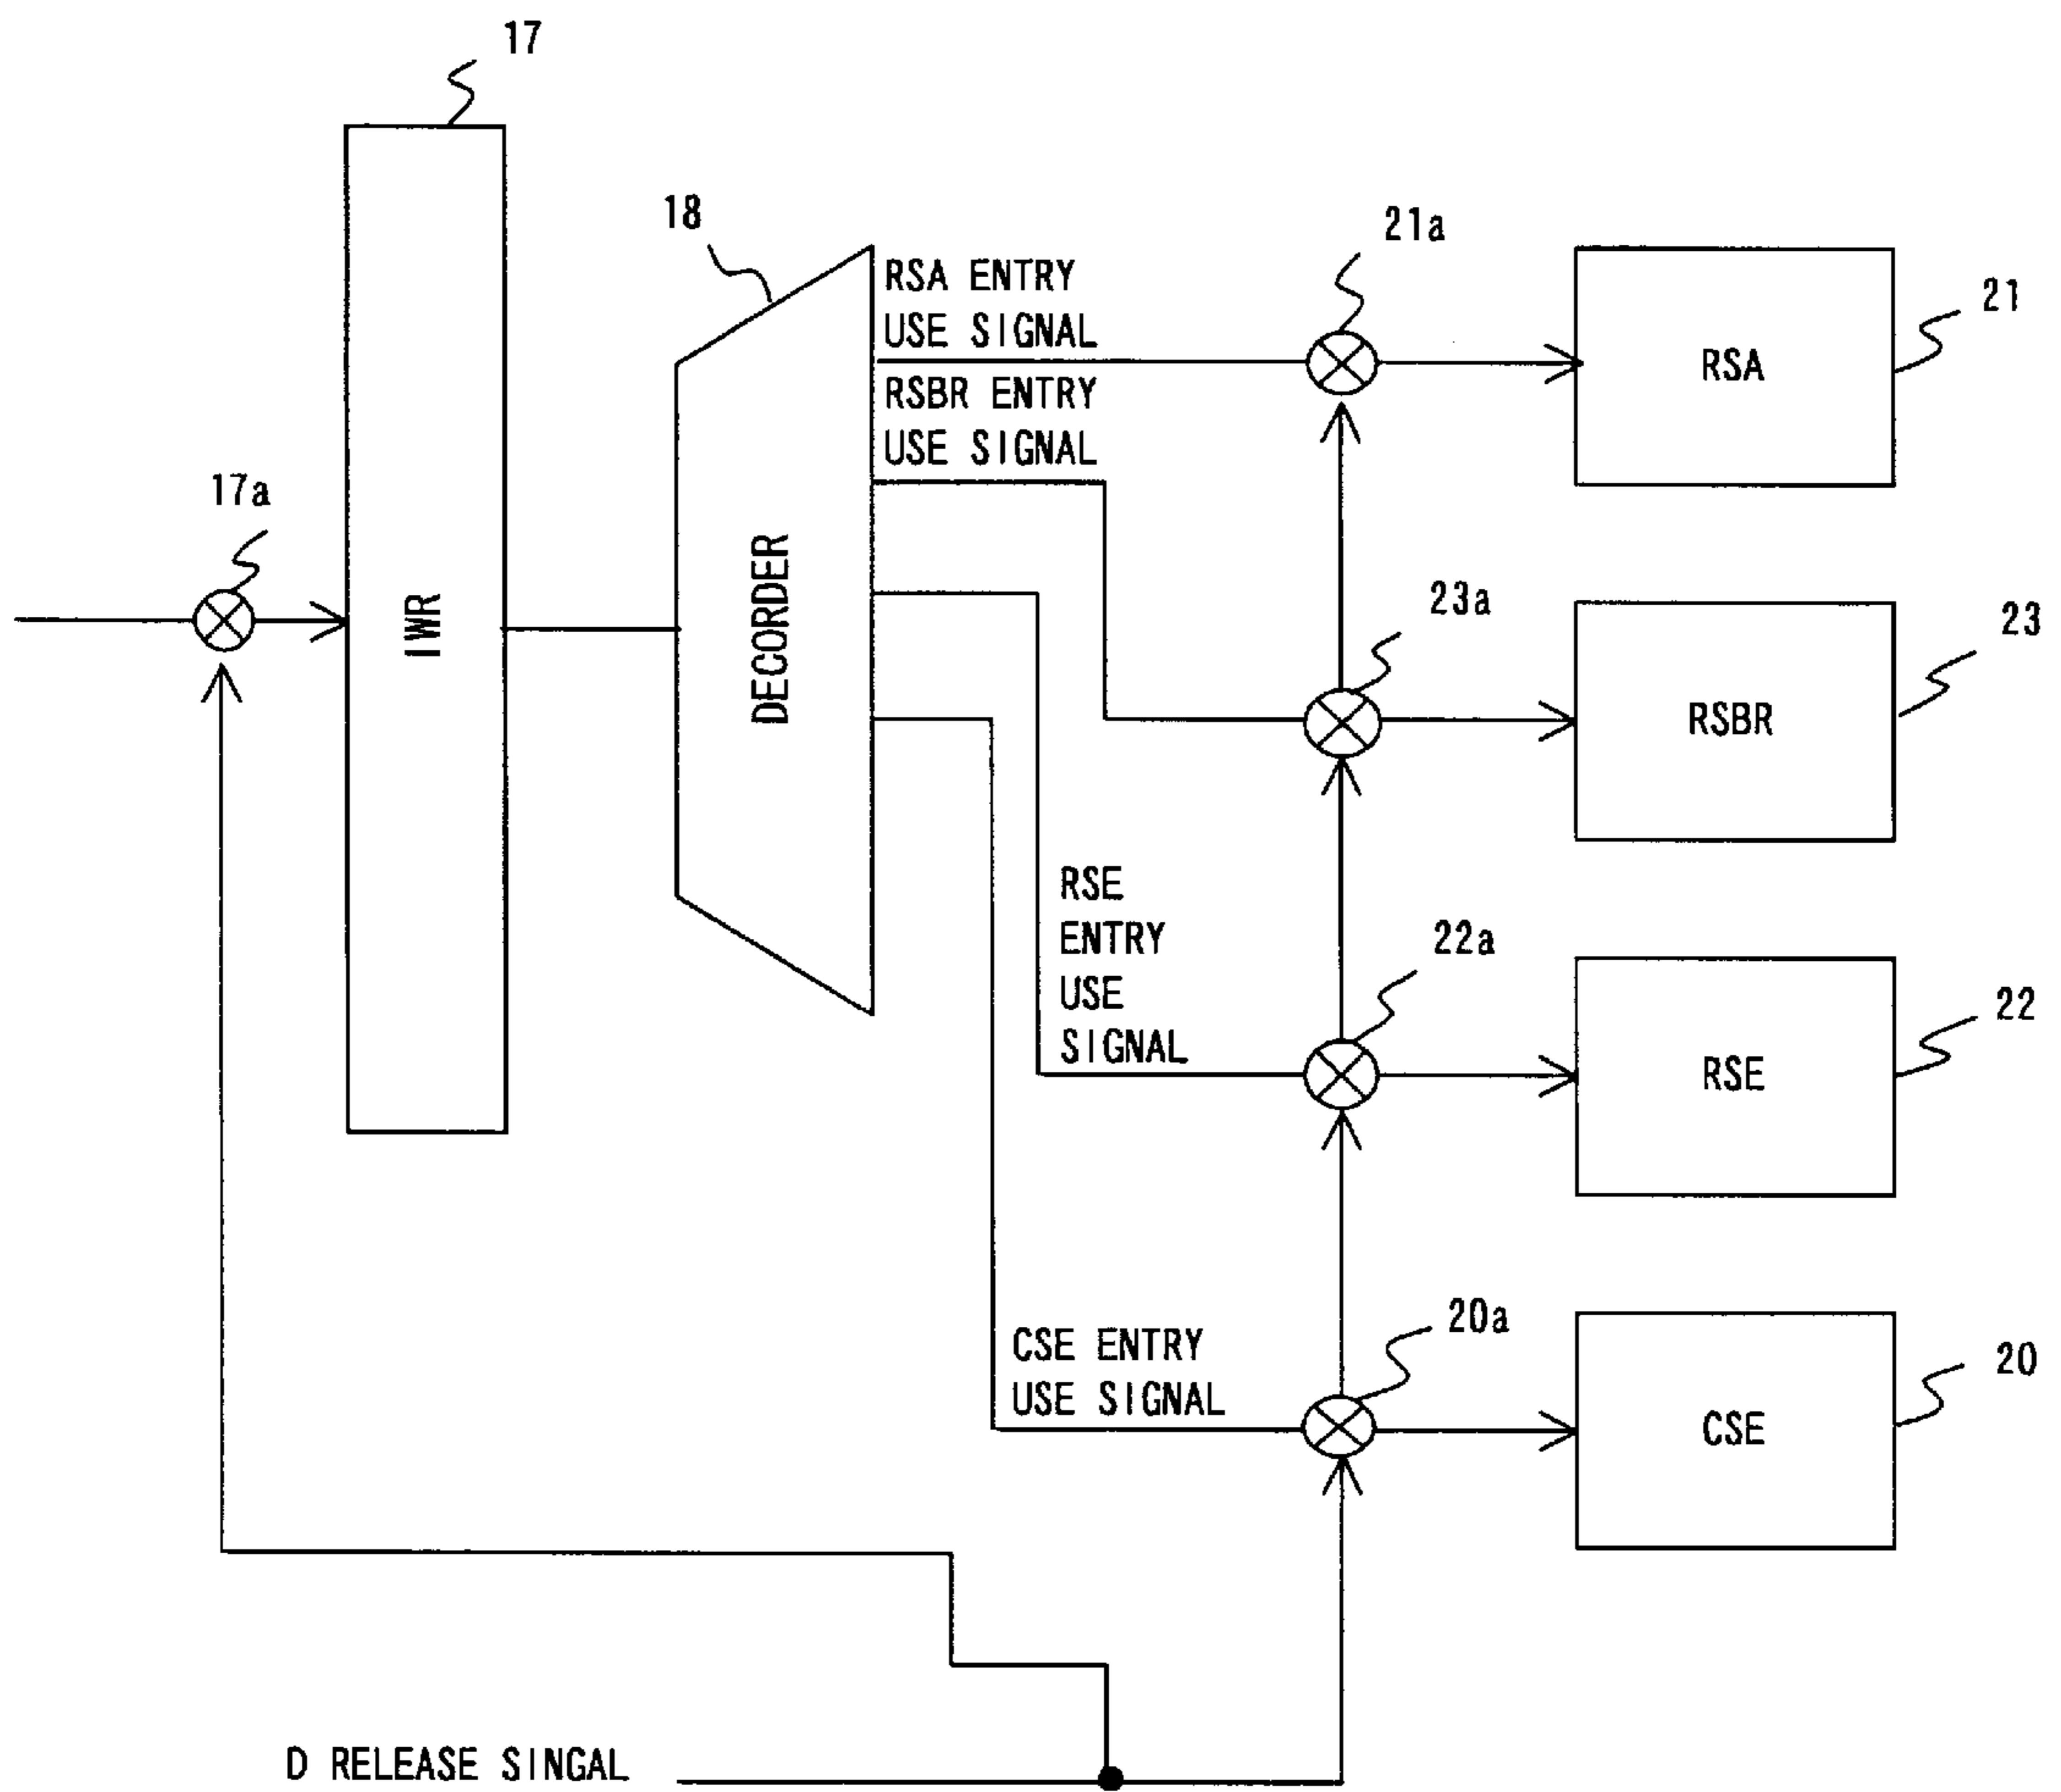 17
18
21a
RSA ENTRY
USE SIGNAL
21
RSA
RSBR ENTRY
USE SIGNAL
17a
DECORDER
IWR
23a
23
RSBR
RSE
ENTRY
USE
SIGNAL
22a
22
RSE
20a
CSE ENTRY
USE SIGNAL
20
CSE
D RELEASE SINGAL